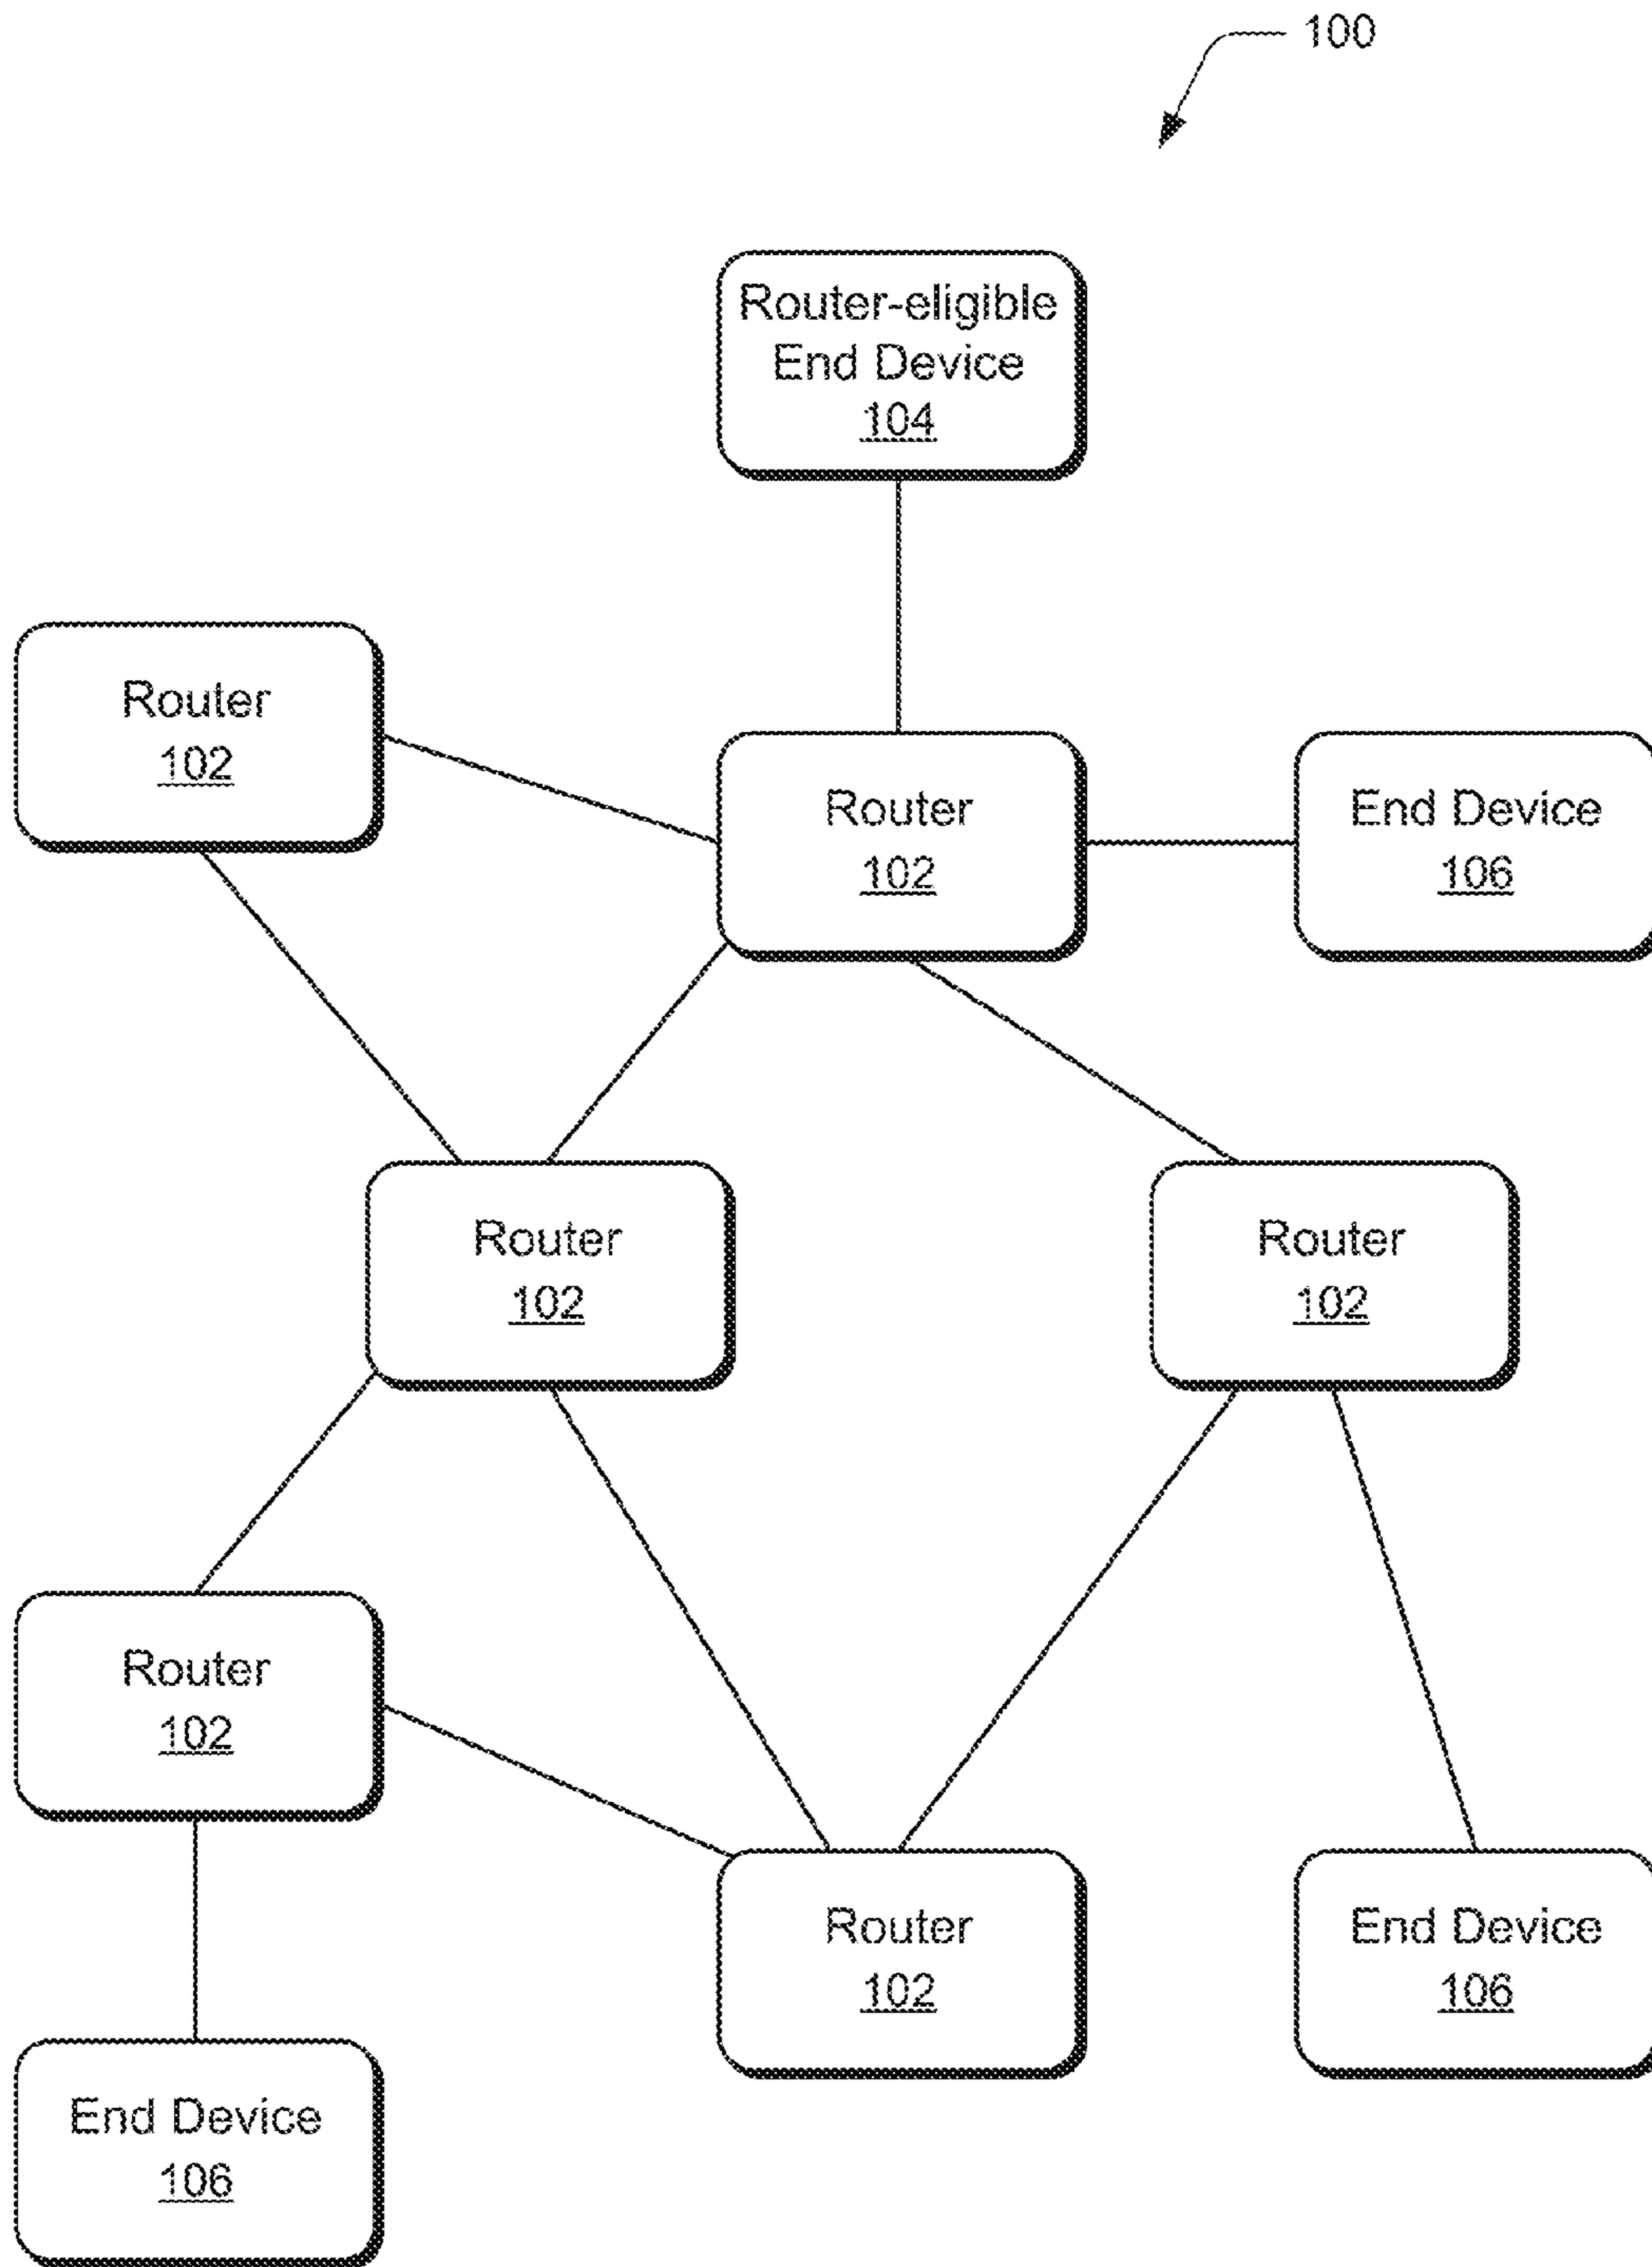 100
Router-eligible
End Device
104
Router
102
Router
102
End Device
106
Router
102
Router
102
Router
102
Router
102
End Device
106
End Device
106